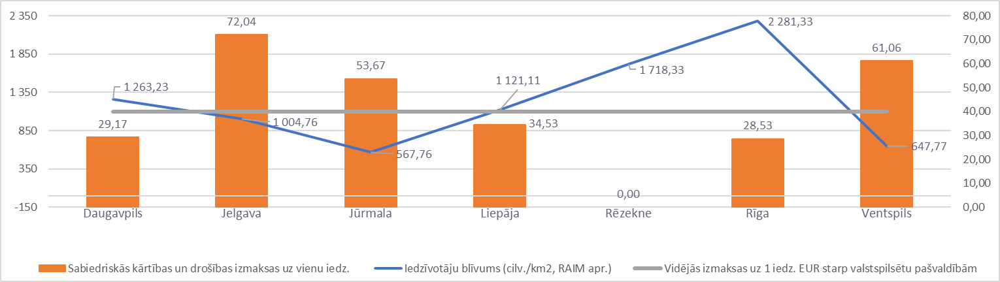 2 350
1 850
1 350
850
350
-150
80,00
70,00
60,00
50,00
40,00
30,00
20,00
10,00
0,00
29,17
72,04
53,67
34,53
0,00
28,53
61,06
1 263,23
1 004,76
567,76
1 121,11
1 718,33
2 281,33
647,77
Daugavpils
Jelgava
Jūrmala
Liepāja
Rēzekne
Rīga
Ventspils
Sabiedriskās kārtības un drošības izmaksas uz vienu iedz.
Iedzīvotāju blīvums (cilv./km2, RAIM apr.)
Vidējās izmaksas uz 1 iedz. EUR starp valstspilsētu pašvaldībām